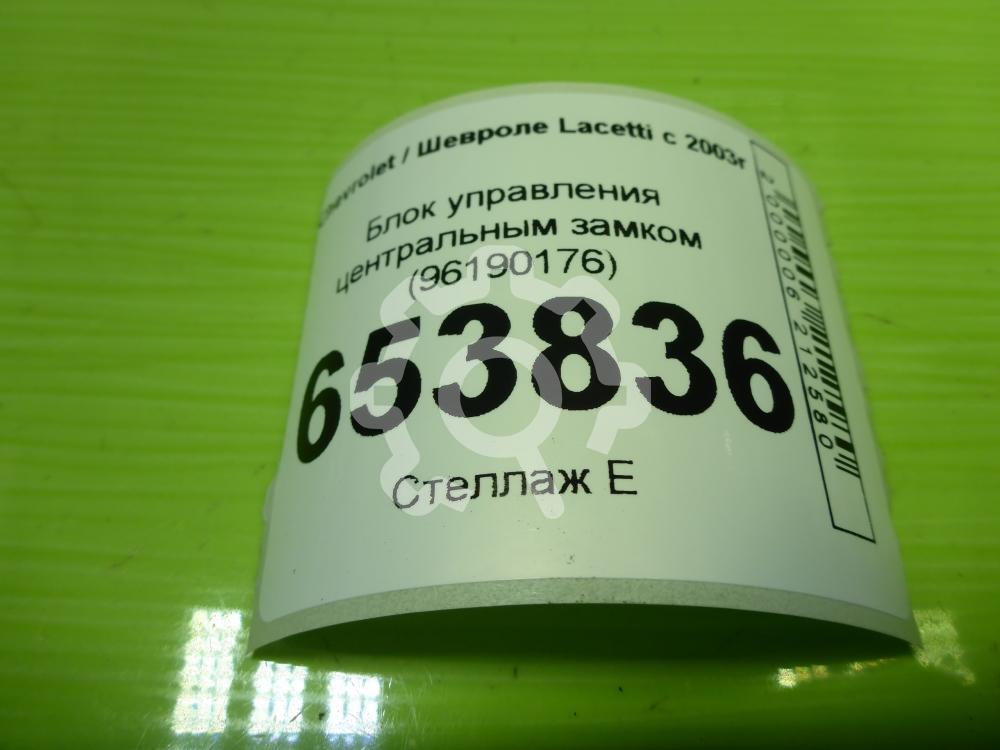 Chevrolet / Шевроле Lacetti с 2003г
Блок управления
центральным замком
(96190176)
653836
Стеллаж Е
2000006212580